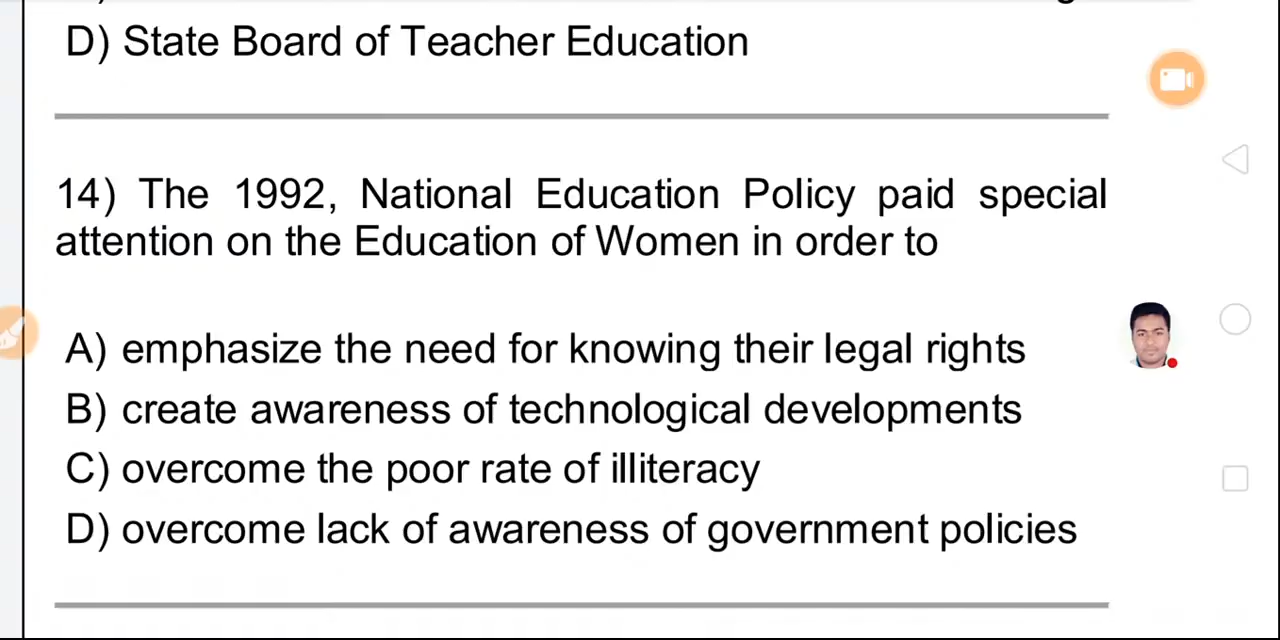 D) State Board of Teacher Education
14) The 1992, National Education Policy paid special
attention on the Education of Women in order to
A) emphasize the need for knowing their legal rights
B) create awareness of technological developments
C) overcome the poor rate of illiteracy
D) overcome lack of awareness of government policies